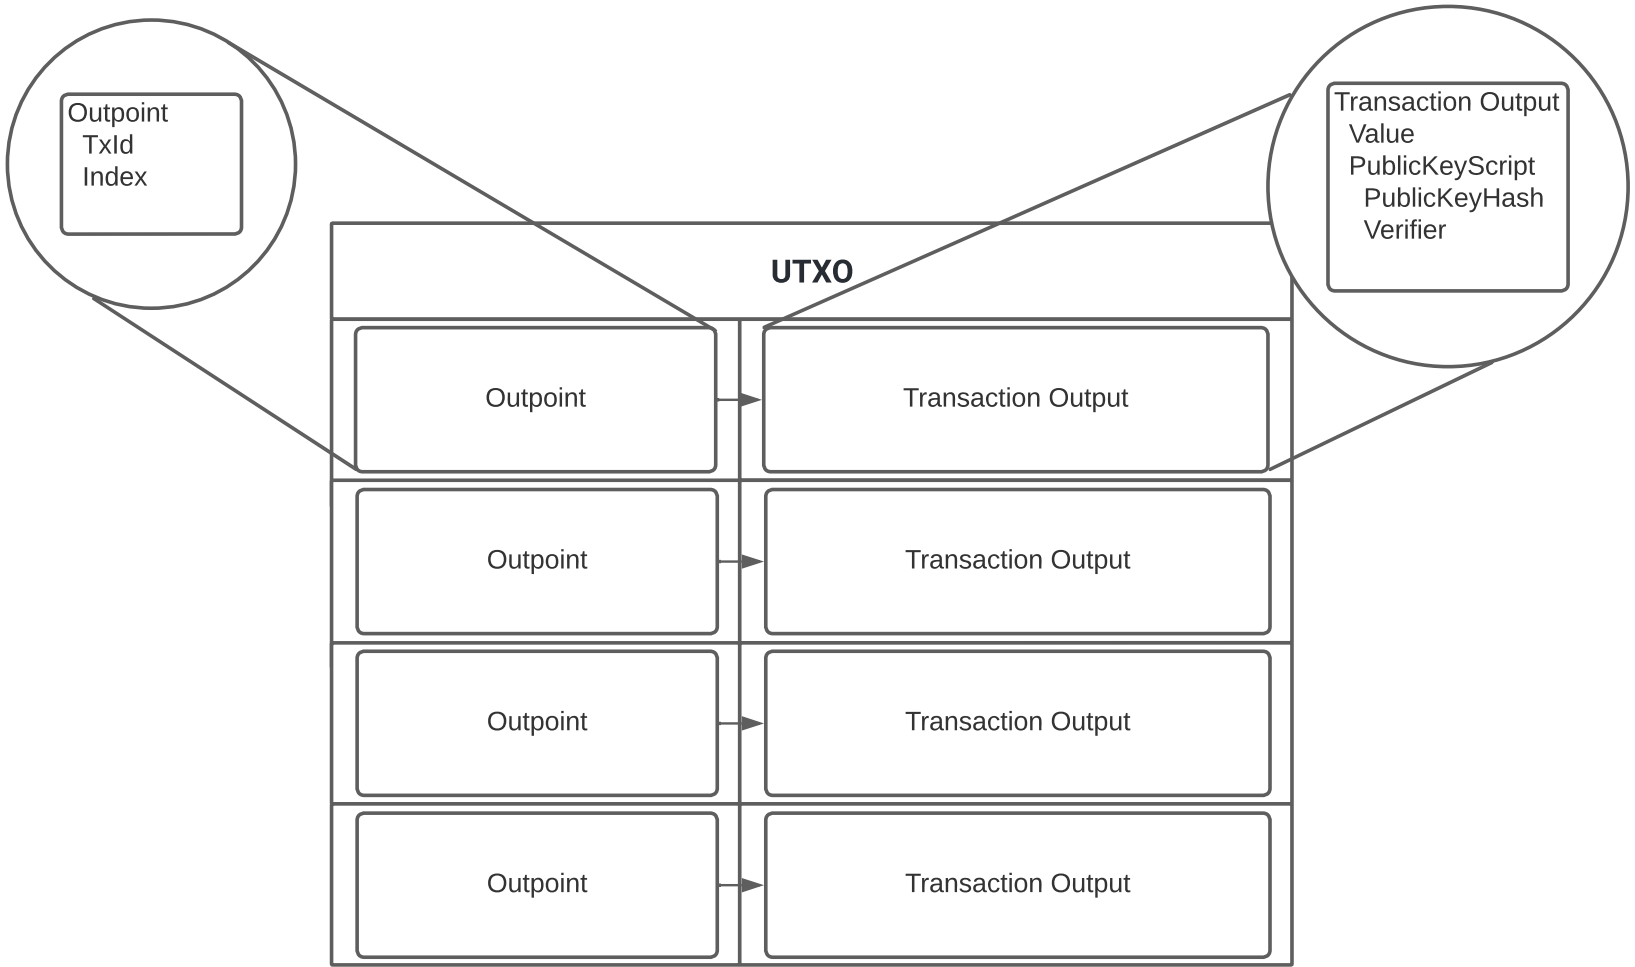 Outpoint
TxId
Index
Transaction Output
Value
PublicKeyScript
PublicKeyHash
Verifier
UTXO
Outpoint
Transaction Output
Outpoint
Transaction Output
Outpoint
Transaction Output
Outpoint
Transaction Output